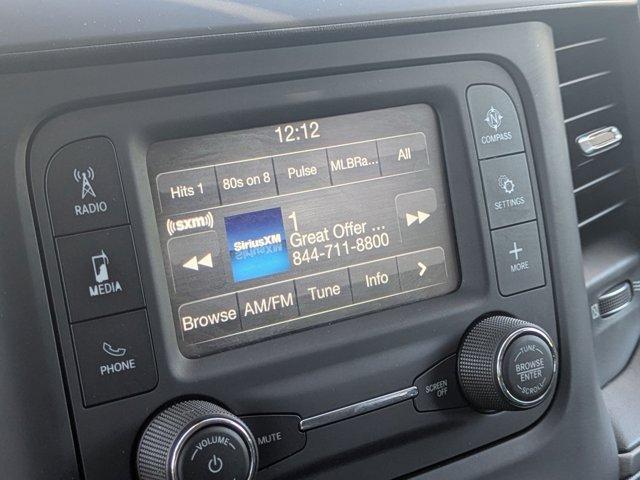 12:12
Hits 1 80s on 8 Pulse MLBRa... All
((sxm))
SiriusXM
1
Great Offer ...
844-711-8800
Browse AM/FM Tune Info
RADIO
MEDIA
PHONE
N
COMPASS
SETTINGS
MORE
VOLUME
MUTE
SCREEN OFF
TUNE
BROWSE
ENTER
SCROLL